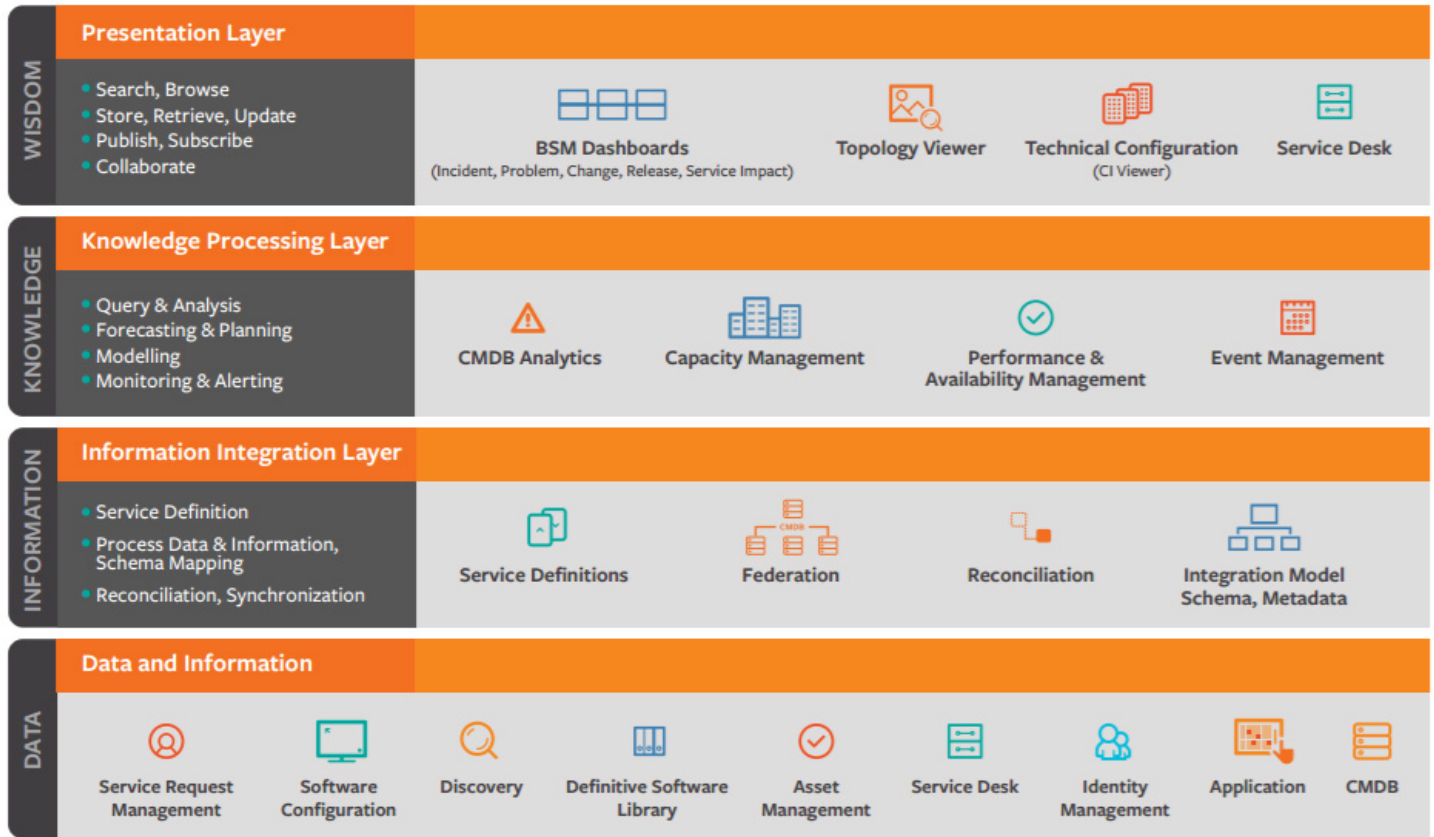 WISDOM
Presentation Layer
Search, Browse
Store, Retrieve, Update
Publish, Subscribe
Collaborate
BSM Dashboards
(Incident, Problem, Change, Release, Service Impact)
Topology Viewer
Technical Configuration
(CI Viewer)
Service Desk
KNOWLEDGE
Knowledge Processing Layer
Query & Analysis
Forecasting & Planning
Modelling
Monitoring & Alerting
CMDB Analytics
Capacity Management
Performance &
Availability Management
Event Management
INFORMATION
Information Integration Layer
Service Definition
Process Data & Information,
Schema Mapping
Reconciliation, Synchronization
Service Definitions
CMDB
Federation
Reconciliation
Integration Model
Schema, Metadata
DATA
Data and Information
Service Request
Management
Software
Configuration
Discovery
Definitive Software
Library
Asset
Management
Service Desk
Identity
Management
Application
CMDB